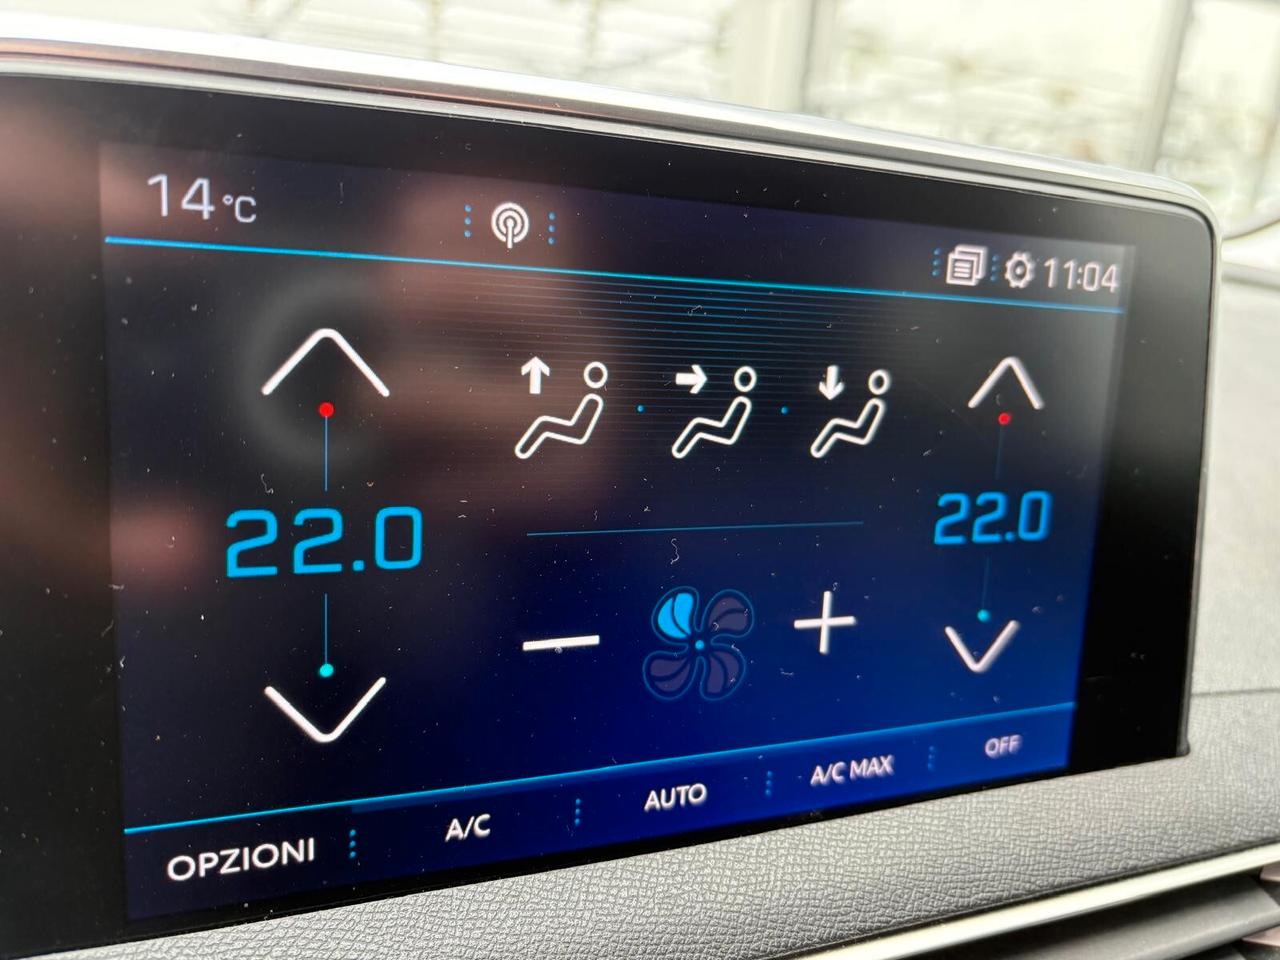 14°C
11:04
22.0
22.0
OPZIONI A/C AUTO A/C MAX OFF